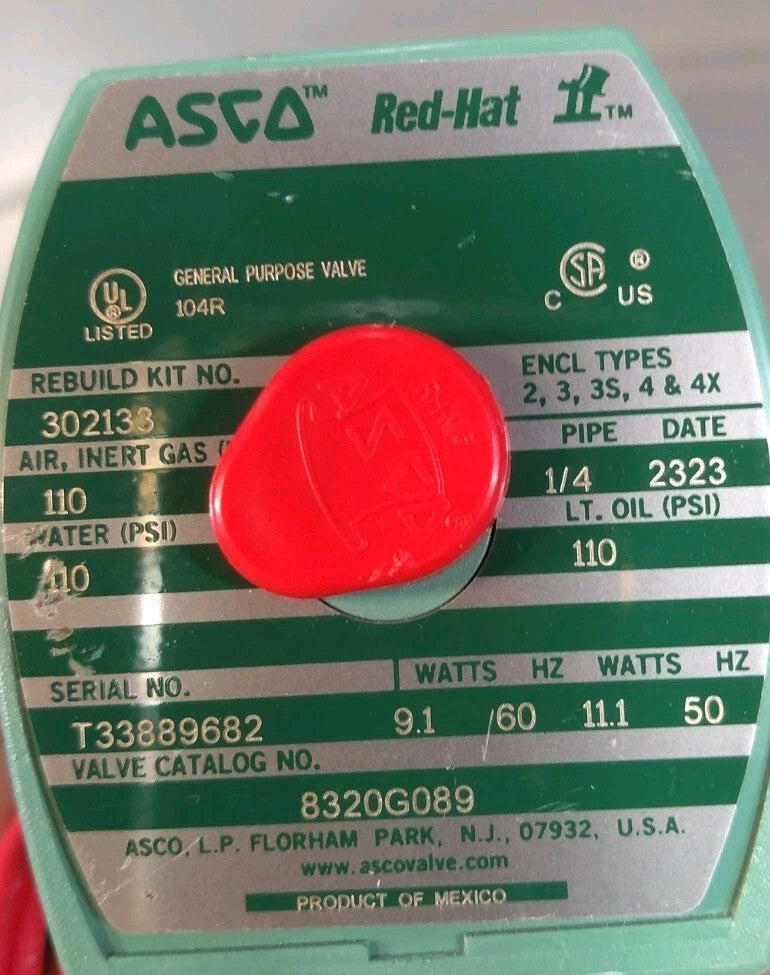 ASCO™ Red-Hat II™
UL® LISTED
GENERAL PURPOSE VALVE
104R
C SA® US
REBUILD KIT NO.
302133
ENCL TYPES
2, 3, 3S, 4 & 4X
PIPE DATE
1/4 2323
AIR, INERT GAS (
110
LT. OIL (PSI)
110
WATER (PSI)
110
ASCO®
SERIAL NO.
T33889682
WATTS HZ WATTS HZ
9.1 /60 11.1 50
VALVE CATALOG NO.
8320G089
ASCO, L.P. FLORHAM PARK, N.J., 07932, U.S.A.
www.ascovalve.com
PRODUCT OF MEXICO